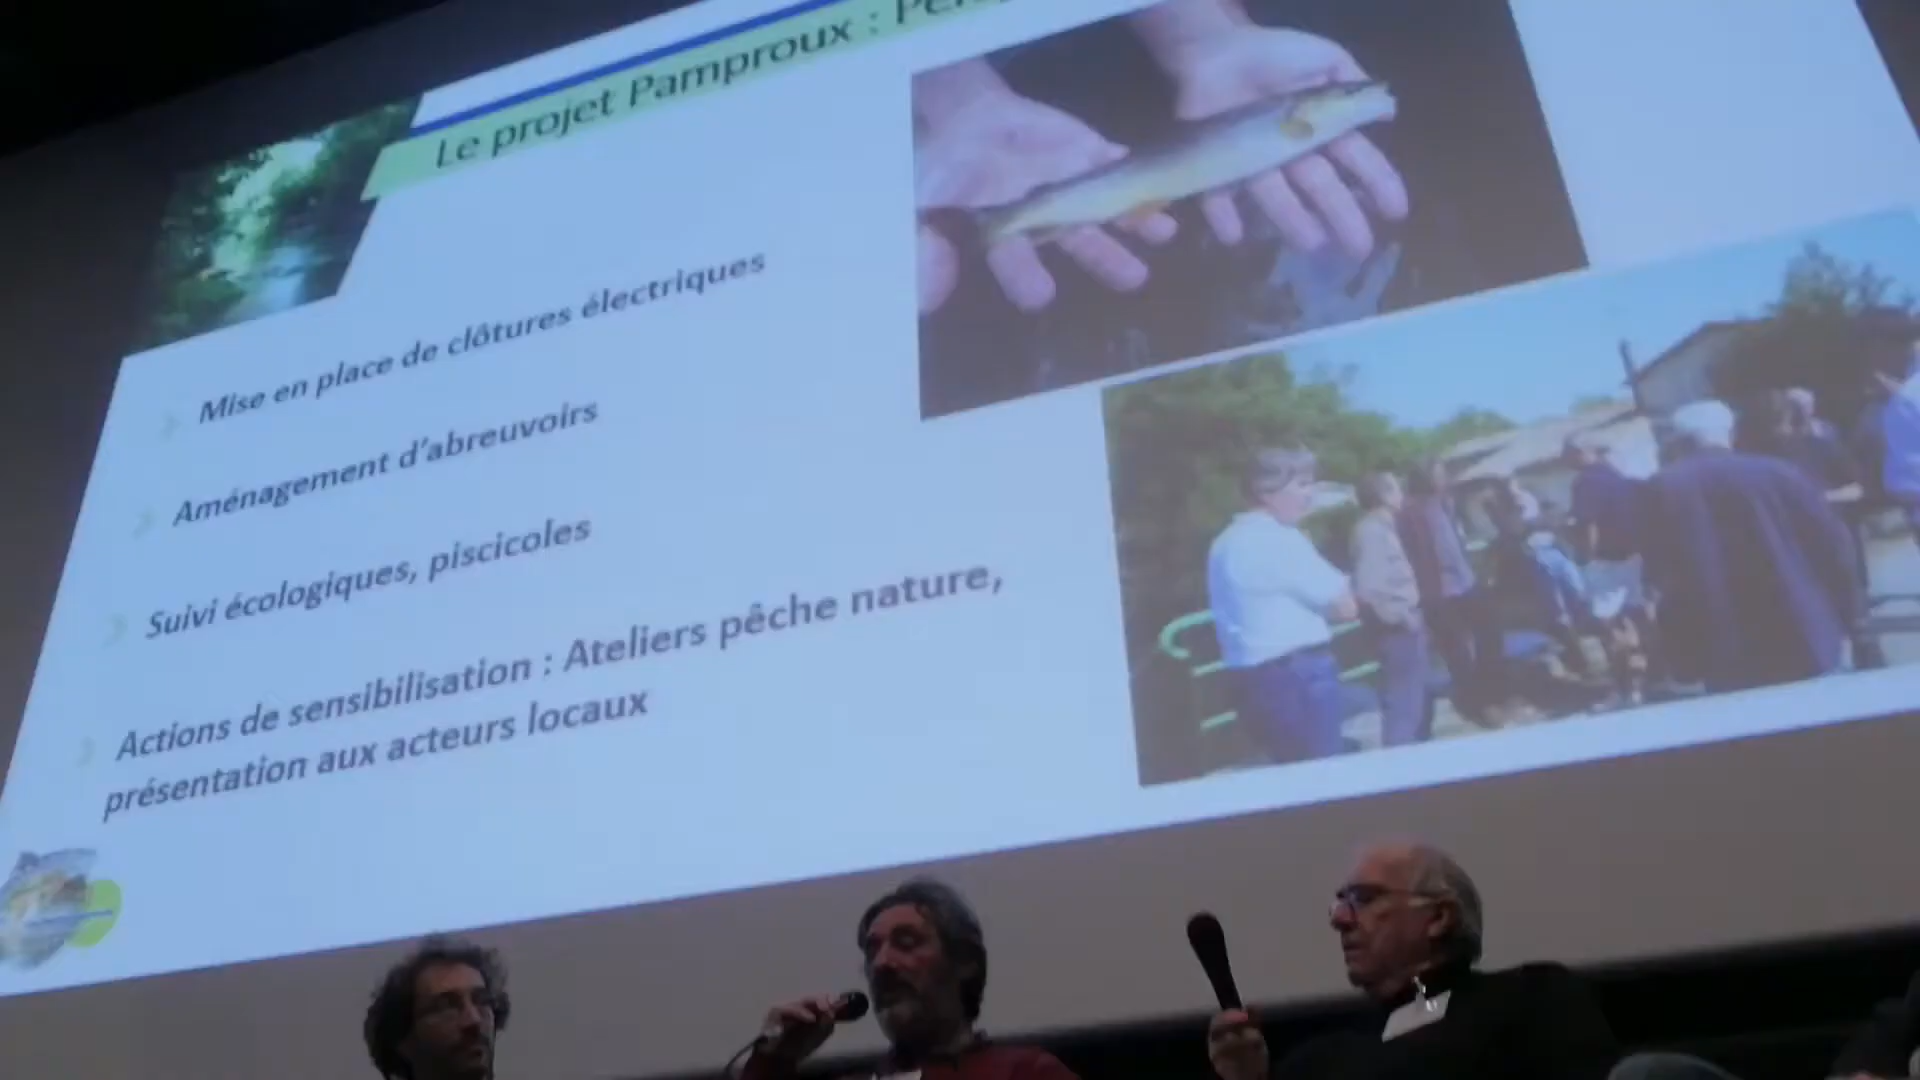 Le projet Pamproux :
Mise en place de clôtures électriques
Aménagement d'abreuvoirs
Suivi écologiques, piscicoles
Actions de sensibilisation : Ateliers pêche nature,
présentation aux acteurs locaux